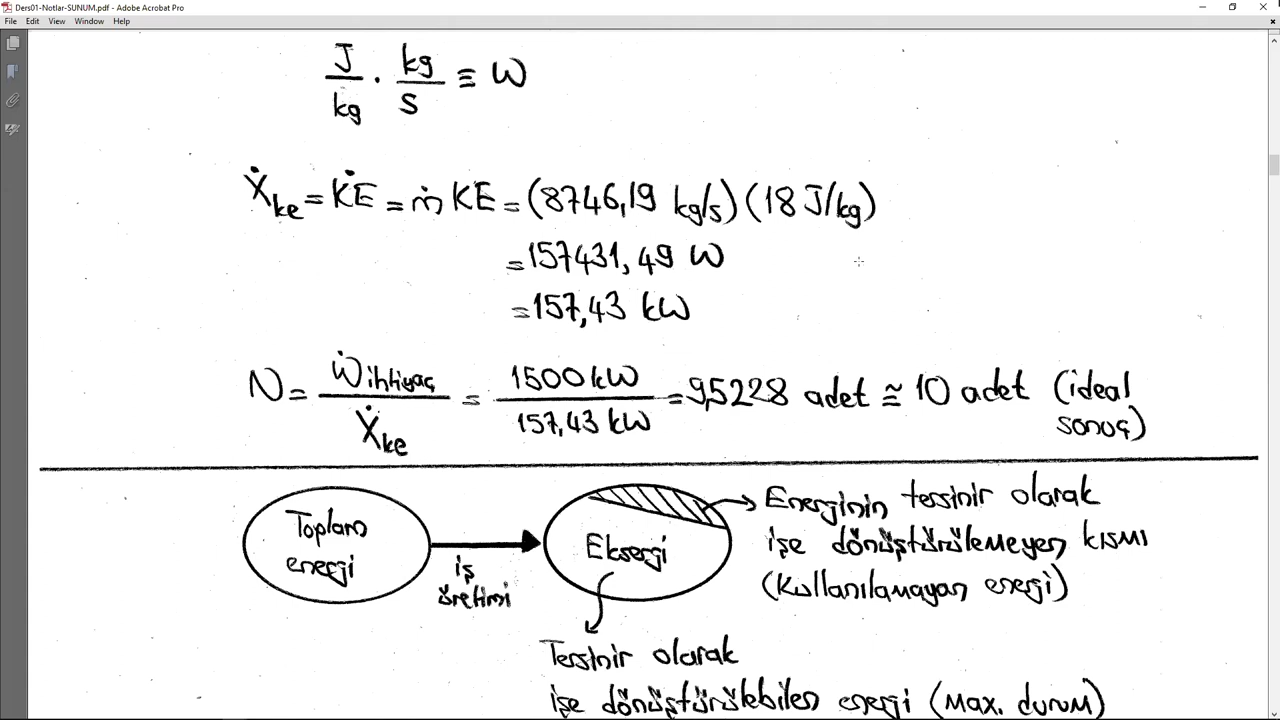 Ders01-Notlar-SUNUM.pdf - Adobe Acrobat Pro
File Edit View Window Help
J/kg · kg/s ≡ W
Ẋke = K̇E = ṁ KE = (8746,19 kg/s) (18 J/kg)
= 157431,49 W
= 157,43 kW
N = Ẇihtiyaç / Ẋke = 1500 kW / 157,43 kW = 9,5228 adet ≅ 10 adet (ideal
sonuç)
Toplam
enerji
iş
üretimi
Eksergi
Enerjinin tersinir olarak
işe dönüştürülemeyen kısmı
(kullanılamayan enerji)
Tersinir olarak
işe dönüştürülebilen enerji (Max. durum)